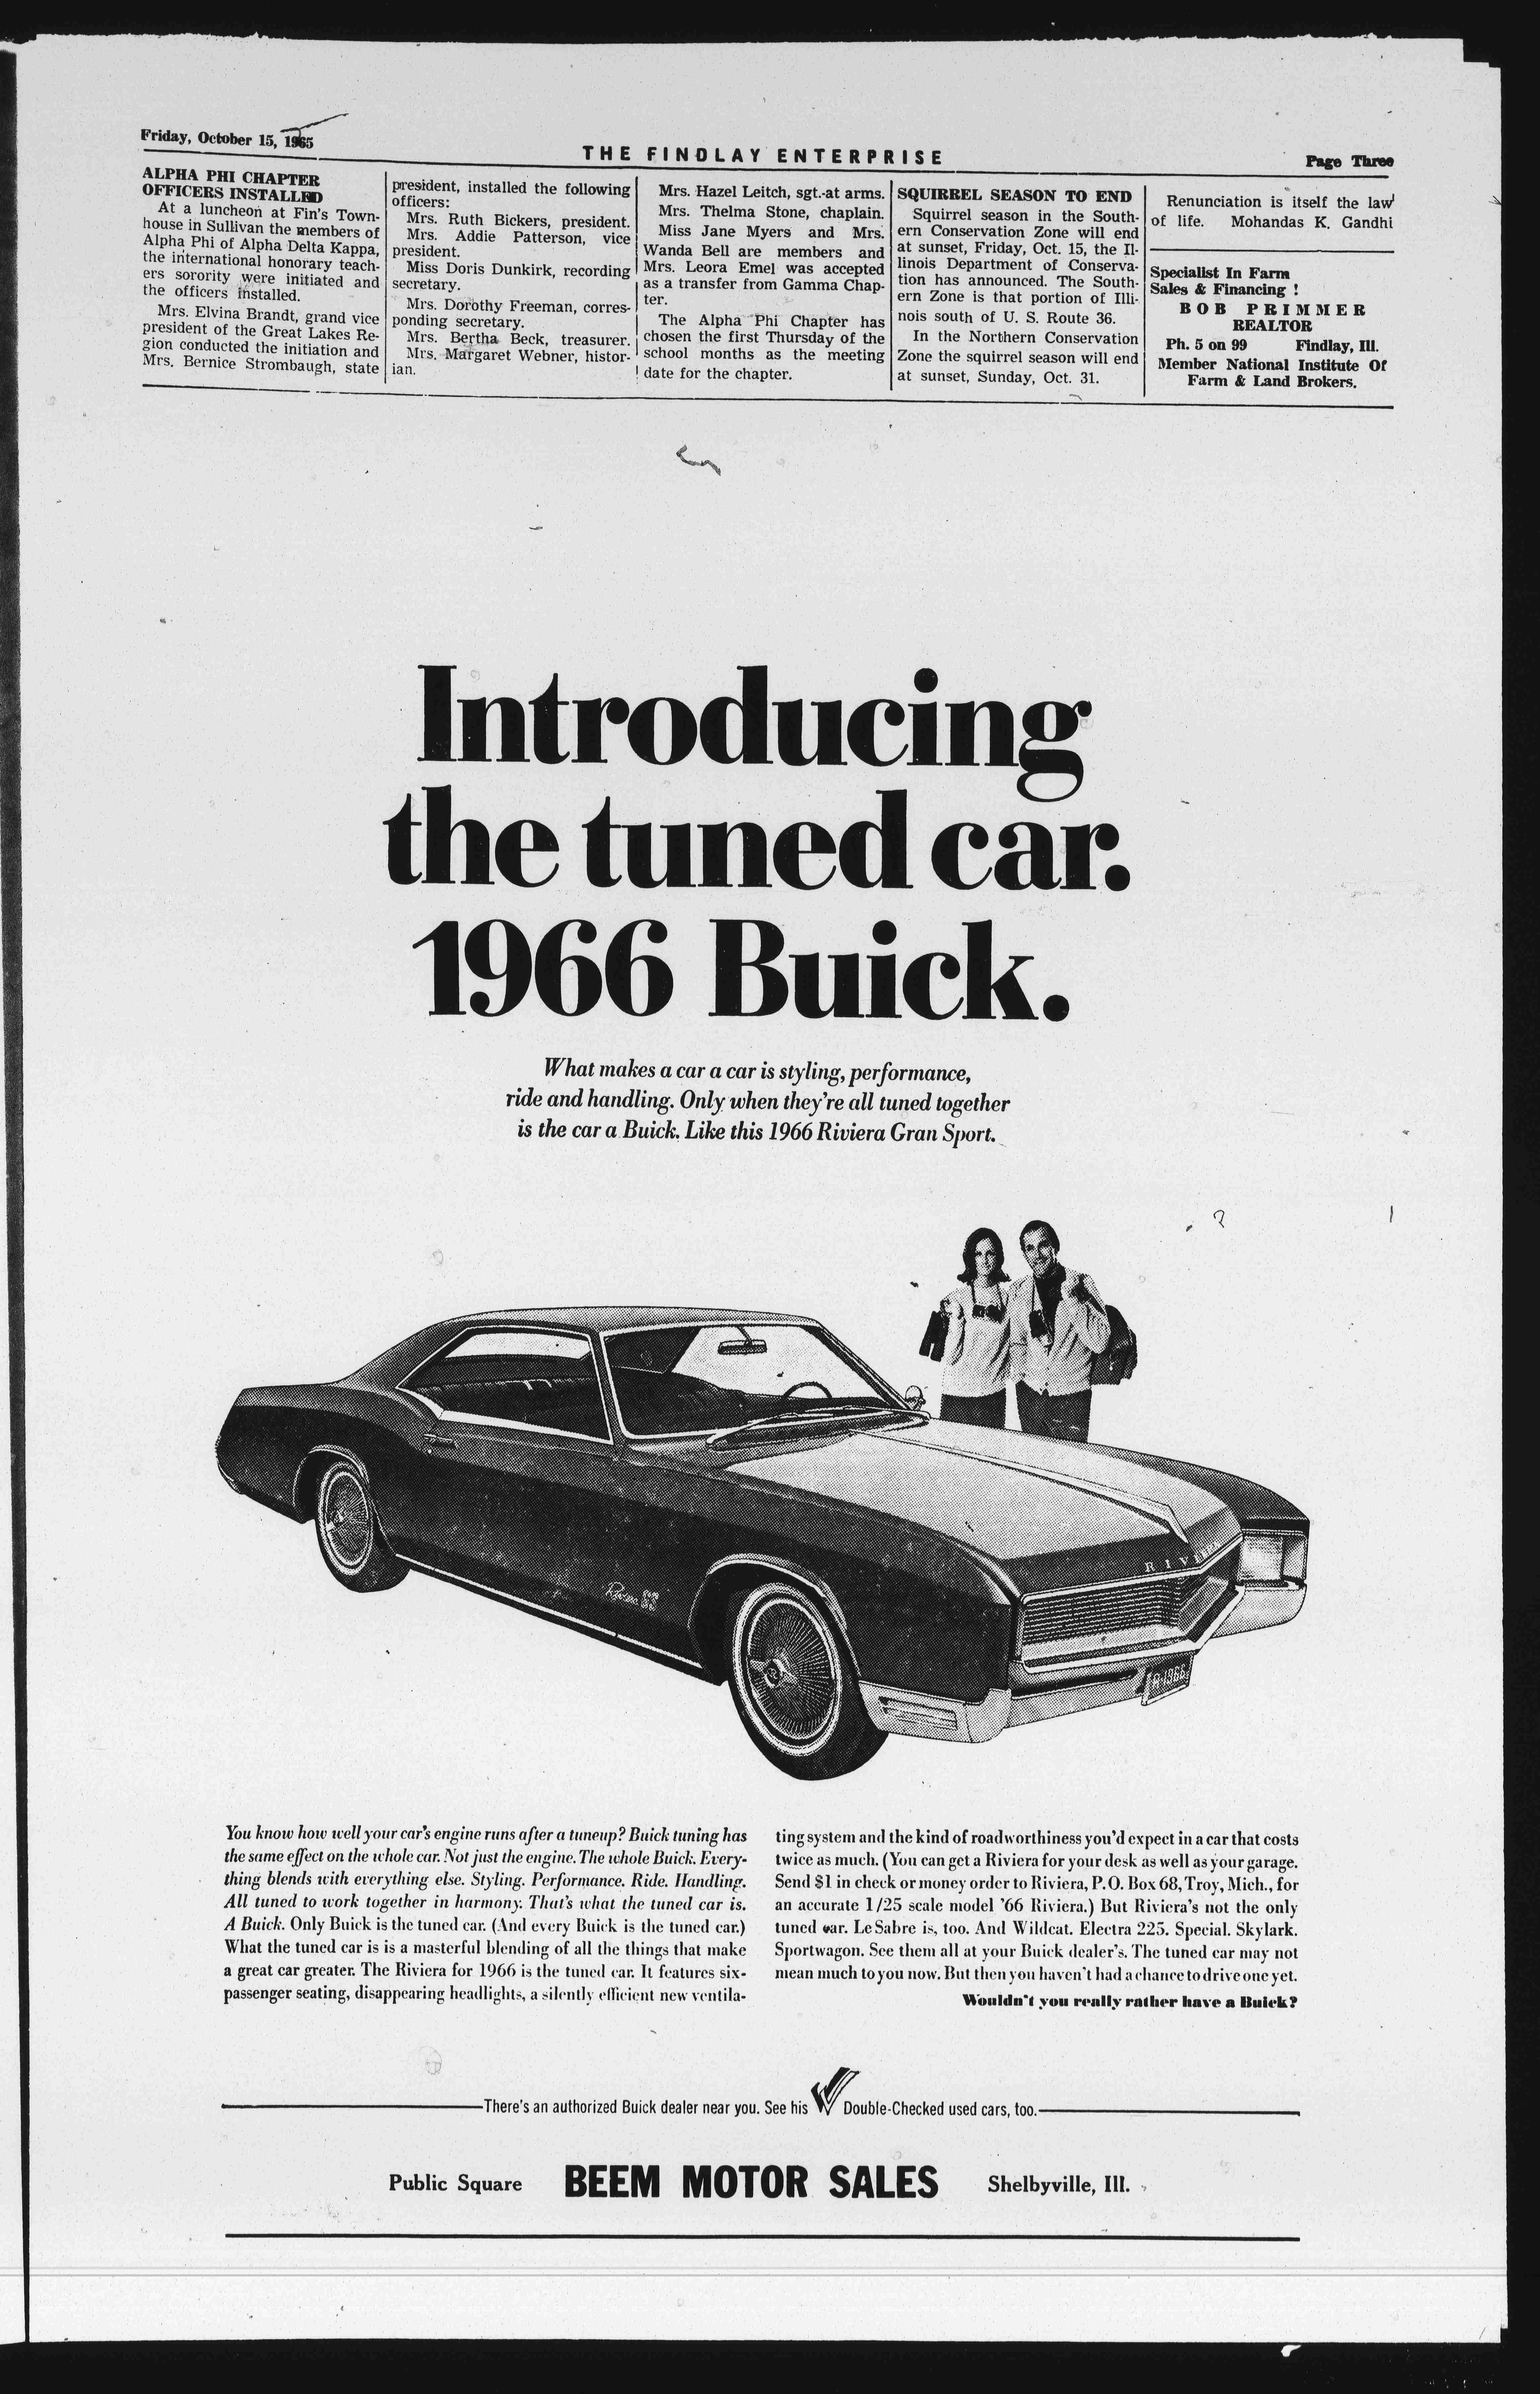 Friday, October 15, 1965
THE FINDLAY ENTERPRISE
Page Three
ALPHA PHI CHAPTER
OFFICERS INSTALLED
At a luncheon at Fin's Town-
house in Sullivan the members of
Alpha Phi of Alpha Delta Kappa,
the international honorary teach-
ers sorority were initiated and
the officers installed.
Mrs. Elvina Brandt, grand vice
president of the Great Lakes Re-
gion conducted the initiation and
Mrs. Bernice Strombaugh, state
president, installed the following
officers:
Mrs. Ruth Bickers, president.
Mrs. Addie Patterson, vice
president.
Miss Doris Dunkirk, recording
secretary.
Mrs. Dorothy Freeman, corres-
ponding secretary.
Mrs. Bertha Beck, treasurer.
Mrs. Margaret Webner, histor-
ian.
Mrs. Hazel Leitch, sgt.-at arms.
Mrs. Thelma Stone, chaplain.
Miss Jane Myers and Mrs.
Wanda Bell are members and
Mrs. Leora Emel was accepted
as a transfer from Gamma Chap-
ter.
The Alpha Phi Chapter has
chosen the first Thursday of the
school months as the meeting
date for the chapter.
SQUIRREL SEASON TO END
Squirrel season in the South-
ern Conservation Zone will end
at sunset, Friday, Oct. 15, the Il-
linois Department of Conserva-
tion has announced. The South-
ern Zone is that portion of Illi-
nois south of U. S. Route 36.
In the Northern Conservation
Zone the squirrel season will end
at sunset, Sunday, Oct. 31.
Renunciation is itself the law
of life. Mohandas K. Gandhi
Specialist In Farm
Sales & Financing !
BOB PRIMMER
REALTOR
Ph. 5 on 99 Findlay, Ill.
Member National Institute Of
Farm & Land Brokers.
Introducing
the tuned car.
1966 Buick.
What makes a car a car is styling, performance,
ride and handling. Only when they're all tuned together
is the car a Buick. Like this 1966 Riviera Gran Sport.
RIVIERA
Riviera GS
R-1966
You know how well your car's engine runs after a tuneup? Buick tuning has
the same effect on the whole car. Not just the engine. The whole Buick. Every-
thing blends with everything else. Styling. Performance. Ride. Handling.
All tuned to work together in harmony. That's what the tuned car is.
A Buick. Only Buick is the tuned car. (And every Buick is the tuned car.)
What the tuned car is is a masterful blending of all the things that make
a great car greater. The Riviera for 1966 is the tuned car. It features six-
passenger seating, disappearing headlights, a silently efficient new ventila-
ting system and the kind of roadworthiness you'd expect in a car that costs
twice as much. (You can get a Riviera for your desk as well as your garage.
Send $1 in check or money order to Riviera, P.O. Box 68, Troy, Mich., for
an accurate 1/25 scale model '66 Riviera.) But Riviera's not the only
tuned car. LeSabre is, too. And Wildcat. Electra 225. Special. Skylark.
Sportwagon. See them all at your Buick dealer's. The tuned car may not
mean much to you now. But then you haven't had a chance to drive one yet.
Wouldn't you really rather have a Buick?
There's an authorized Buick dealer near you. See his Double-Checked used cars, too.
Public Square BEEM MOTOR SALES Shelbyville, Ill.